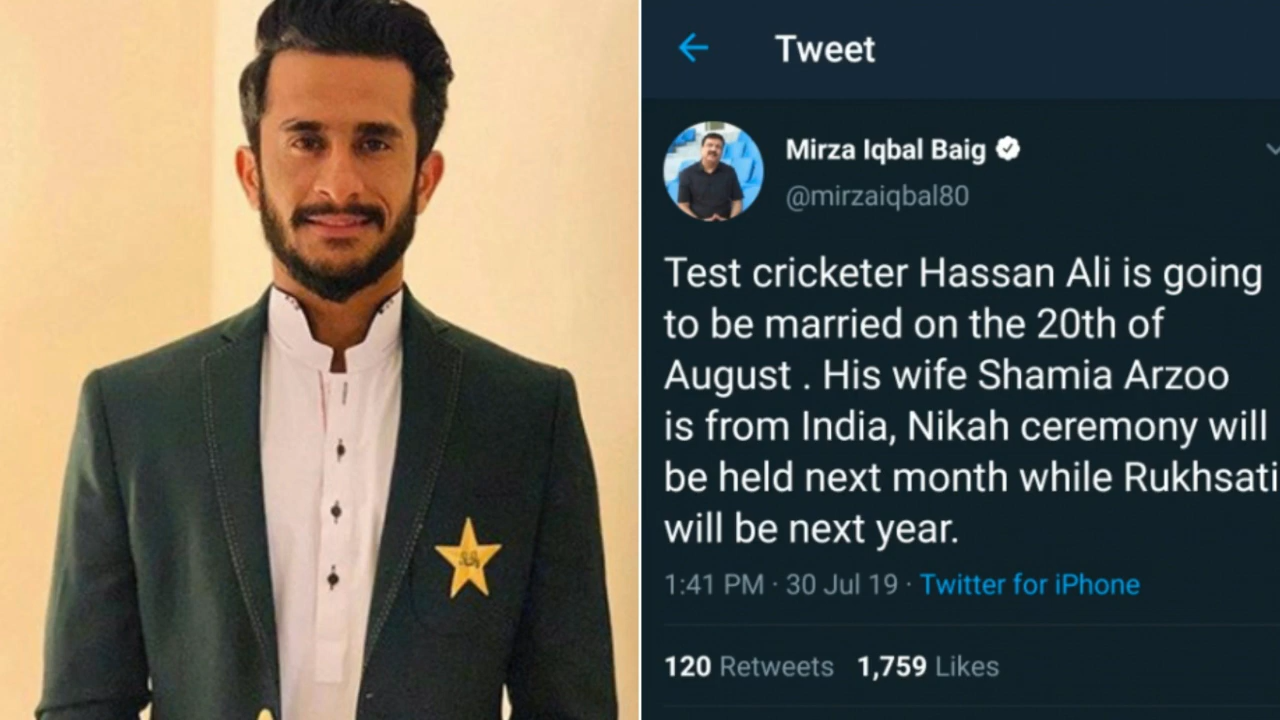 Tweet
Mirza Iqbal Baig
@mirzaiqbal80
Test cricketer Hassan Ali is going
to be married on the 20th of
August . His wife Shamia Arzoo
is from India, Nikah ceremony will
be held next month while Rukhsati
will be next year.
1:41 PM · 30 Jul 19 · Twitter for iPhone
120 Retweets 1,759 Likes